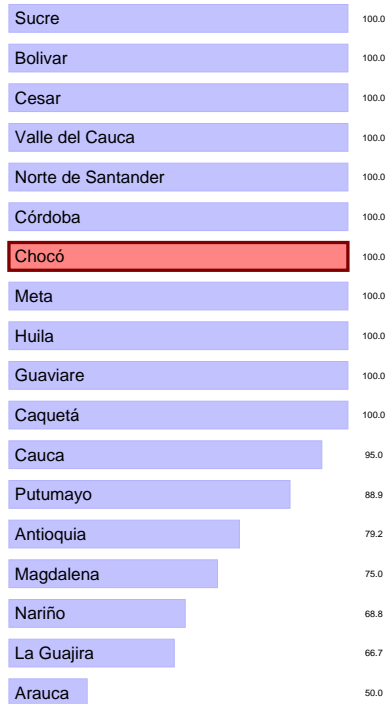 Sucre 100.0
Bolivar 100.0
Cesar 100.0
Valle del Cauca 100.0
Norte de Santander 100.0
Córdoba 100.0
Chocó 100.0
Meta 100.0
Huila 100.0
Guaviare 100.0
Caquetá 100.0
Cauca 95.0
Putumayo 88.9
Antioquia 79.2
Magdalena 75.0
Nariño 68.8
La Guajira 66.7
Arauca 50.0